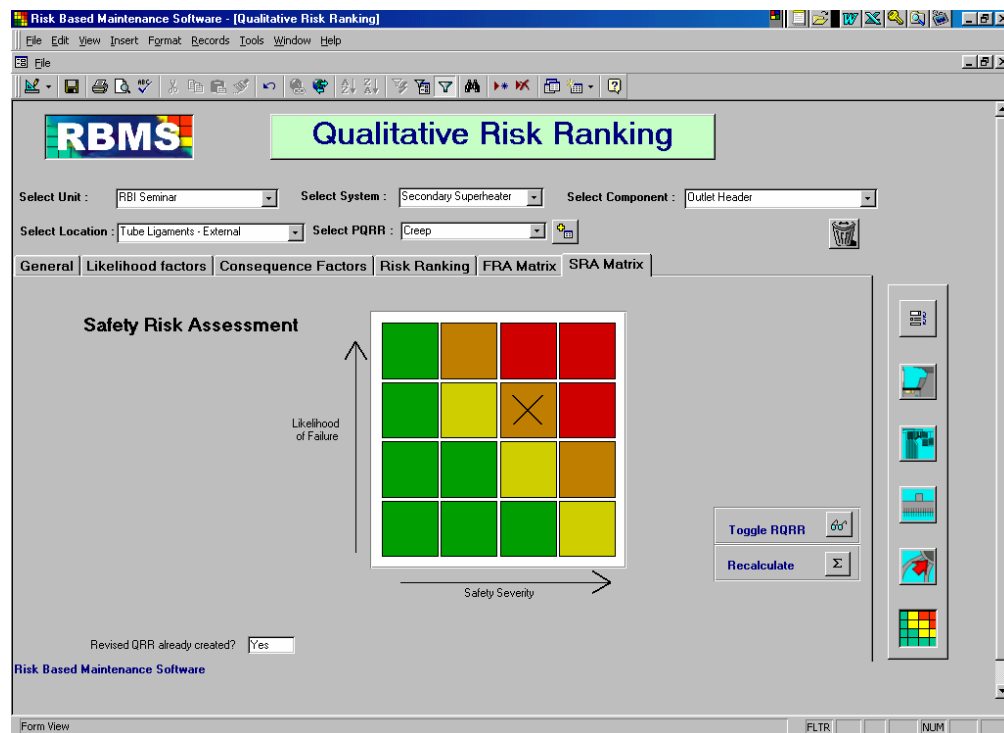 Risk Based Maintenance Software - [Qualitative Risk Ranking]
File Edit View Insert Format Records Tools Window Help
File
RBMS
Qualitative Risk Ranking
Select Unit : RBI Seminar Select System : Secondary Superheater Select Component : Outlet Header
Select Location : Tube Ligaments - External Select PQRR : Creep
General Likelihood factors Consequence Factors Risk Ranking FRA Matrix SRA Matrix
Safety Risk Assessment
Likelihood
of Failure
Toggle RQRR
Recalculate Σ
Safety Severity
Revised QRR already created? Yes
Risk Based Maintenance Software
Form View FLTR NUM